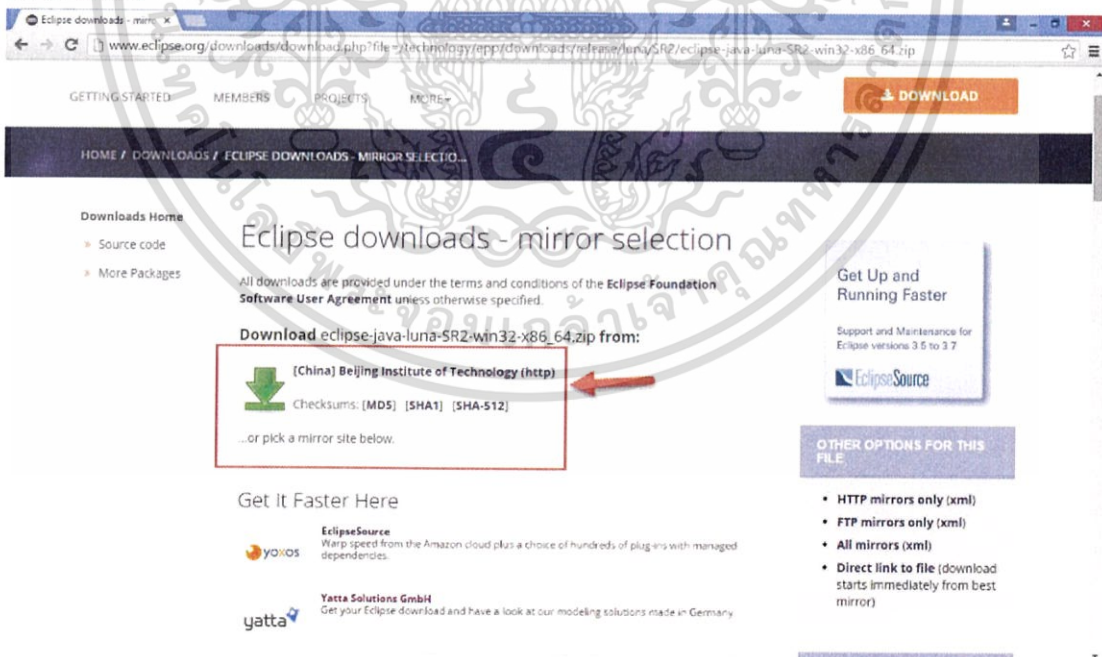 Eclipse downloads - mirro
www.eclipse.org/downloads/download.php?file=/technology/epp/downloads/release/luna/SR2/eclipse-java-luna-SR2-win32-x86_64.zip
GETTING STARTED MEMBERS PROJECTS MORE
DOWNLOAD
HOME / DOWNLOADS / ECLIPSE DOWNLOADS - MIRROR SELECTIO...
Downloads Home
Source code
More Packages
Eclipse downloads - mirror selection
All downloads are provided under the terms and conditions of the Eclipse Foundation
Software User Agreement unless otherwise specified.
Download eclipse-java-luna-SR2-win32-x86_64.zip from:
[China] Beijing Institute of Technology (http)
Checksums: [MD5] [SHA1] [SHA-512]
...or pick a mirror site below.
Get It Faster Here
yoxos
EclipseSource
Warp speed from the Amazon cloud plus a choice of hundreds of plug-ins with managed
dependencies.
yatta
Yatta Solutions GmbH
Get your Eclipse download and have a look at our modeling solutions made in Germany
Get Up and
Running Faster
Support and Maintenance for
Eclipse versions 3.5 to 3.7
EclipseSource
OTHER OPTIONS FOR THIS
FILE
• HTTP mirrors only (xml)
• FTP mirrors only (xml)
• All mirrors (xml)
• Direct link to file (download
starts immediately from best
mirror)